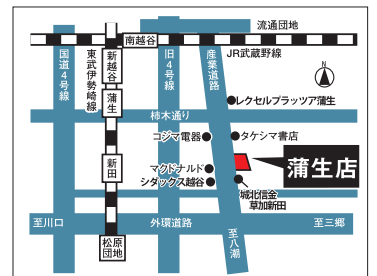 流通団地
南越谷
JR武蔵野線
国道4号線
東武伊勢崎線
新越谷
旧4号線
産業道路
N
レクセルプラッツア蒲生
蒲生
柿木通り
コジマ電器
タケシマ書店
蒲生店
新田
マクドナルド
シダックス越谷
城北信金
草加新田
至川口
外環道路
至三郷
至八潮
松原
団地